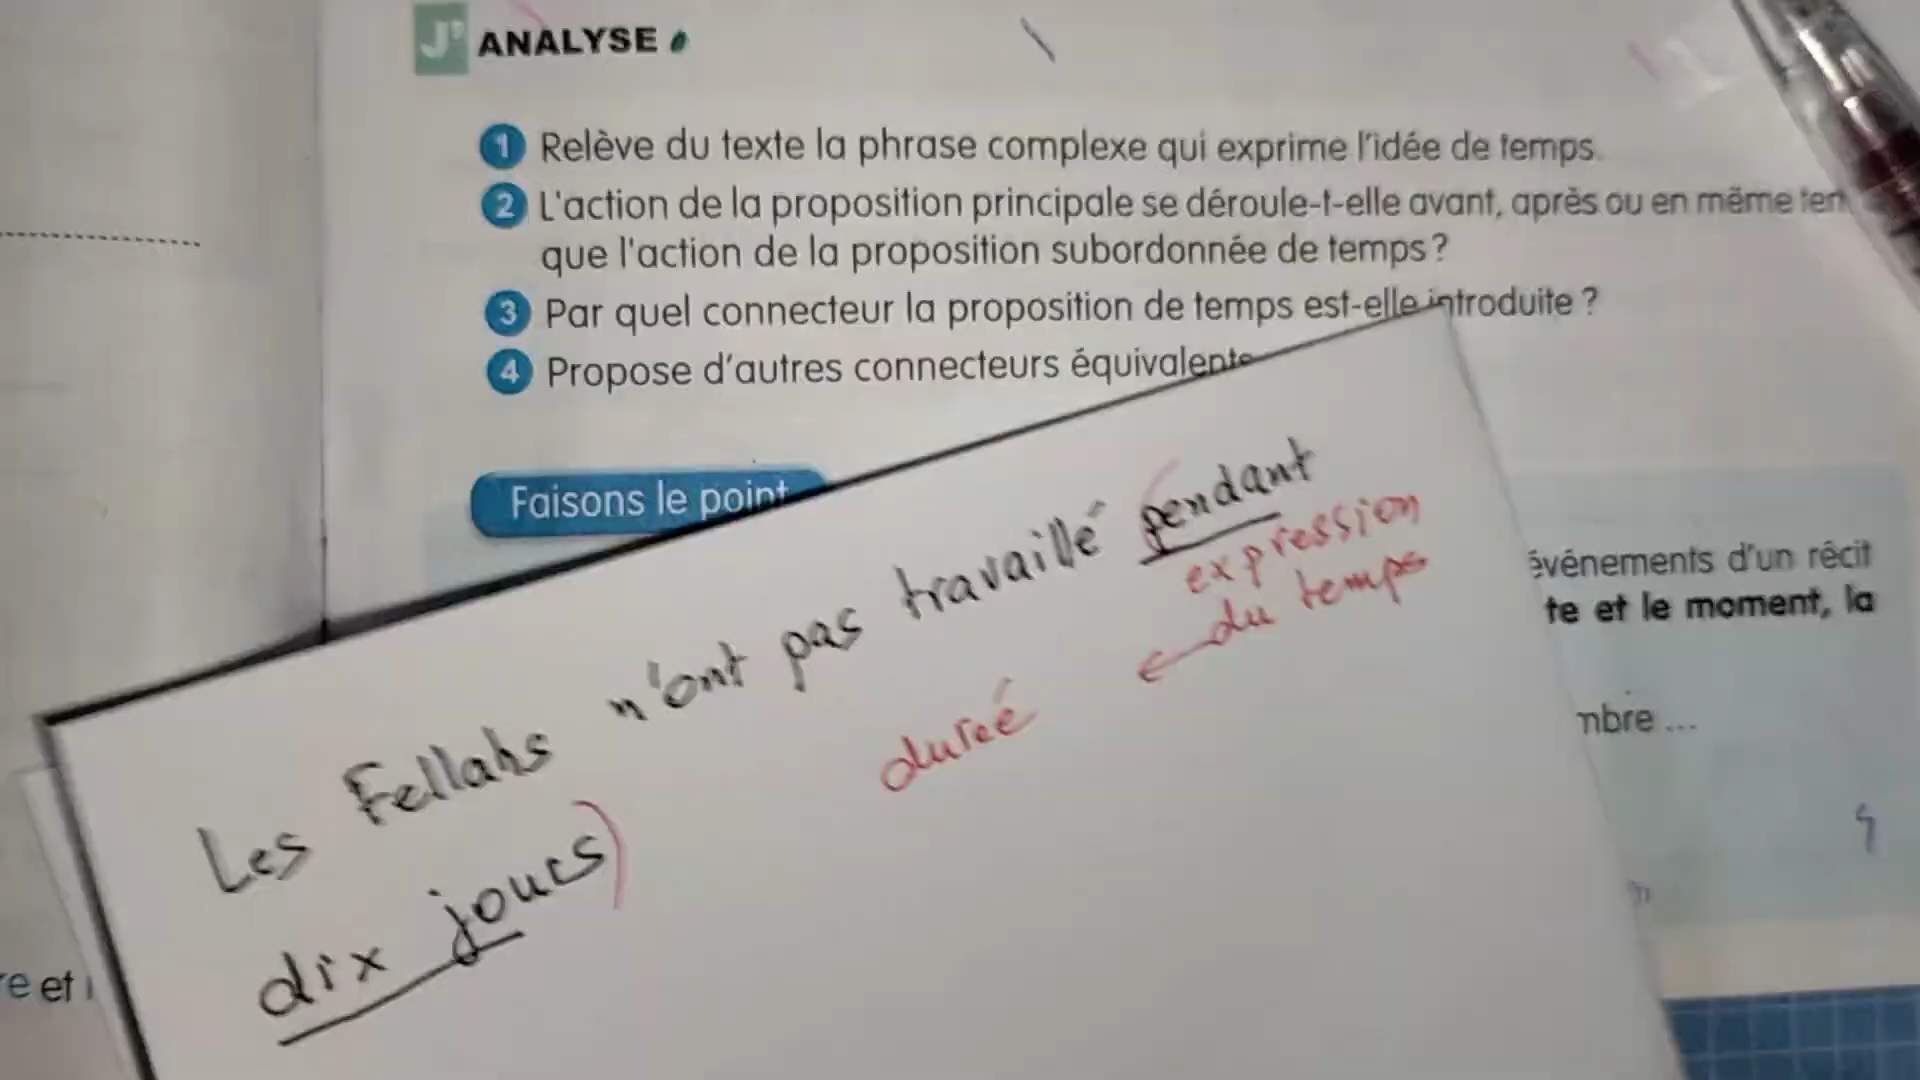 J' ANALYSE
1 Relève du texte la phrase complexe qui exprime l'idée de temps.
2 L'action de la proposition principale se déroule-t-elle avant, après ou en même tem
que l'action de la proposition subordonnée de temps ?
3 Par quel connecteur la proposition de temps est-elle introduite ?
4 Propose d'autres connecteurs équivalents
Faisons le point
événements d'un récit
te et le moment, la
mbre ...
re et
Les Fellahs n'ont pas travaillé pendant
expression
du temps
dureé
dix jours)